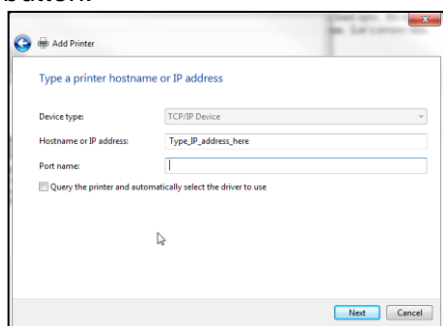 button.
Add Printer
Type a printer hostname or IP address
Device type: TCP/IP Device
Hostname or IP address: Type_IP_address_here
Port name:
Query the printer and automatically select the driver to use
Next Cancel